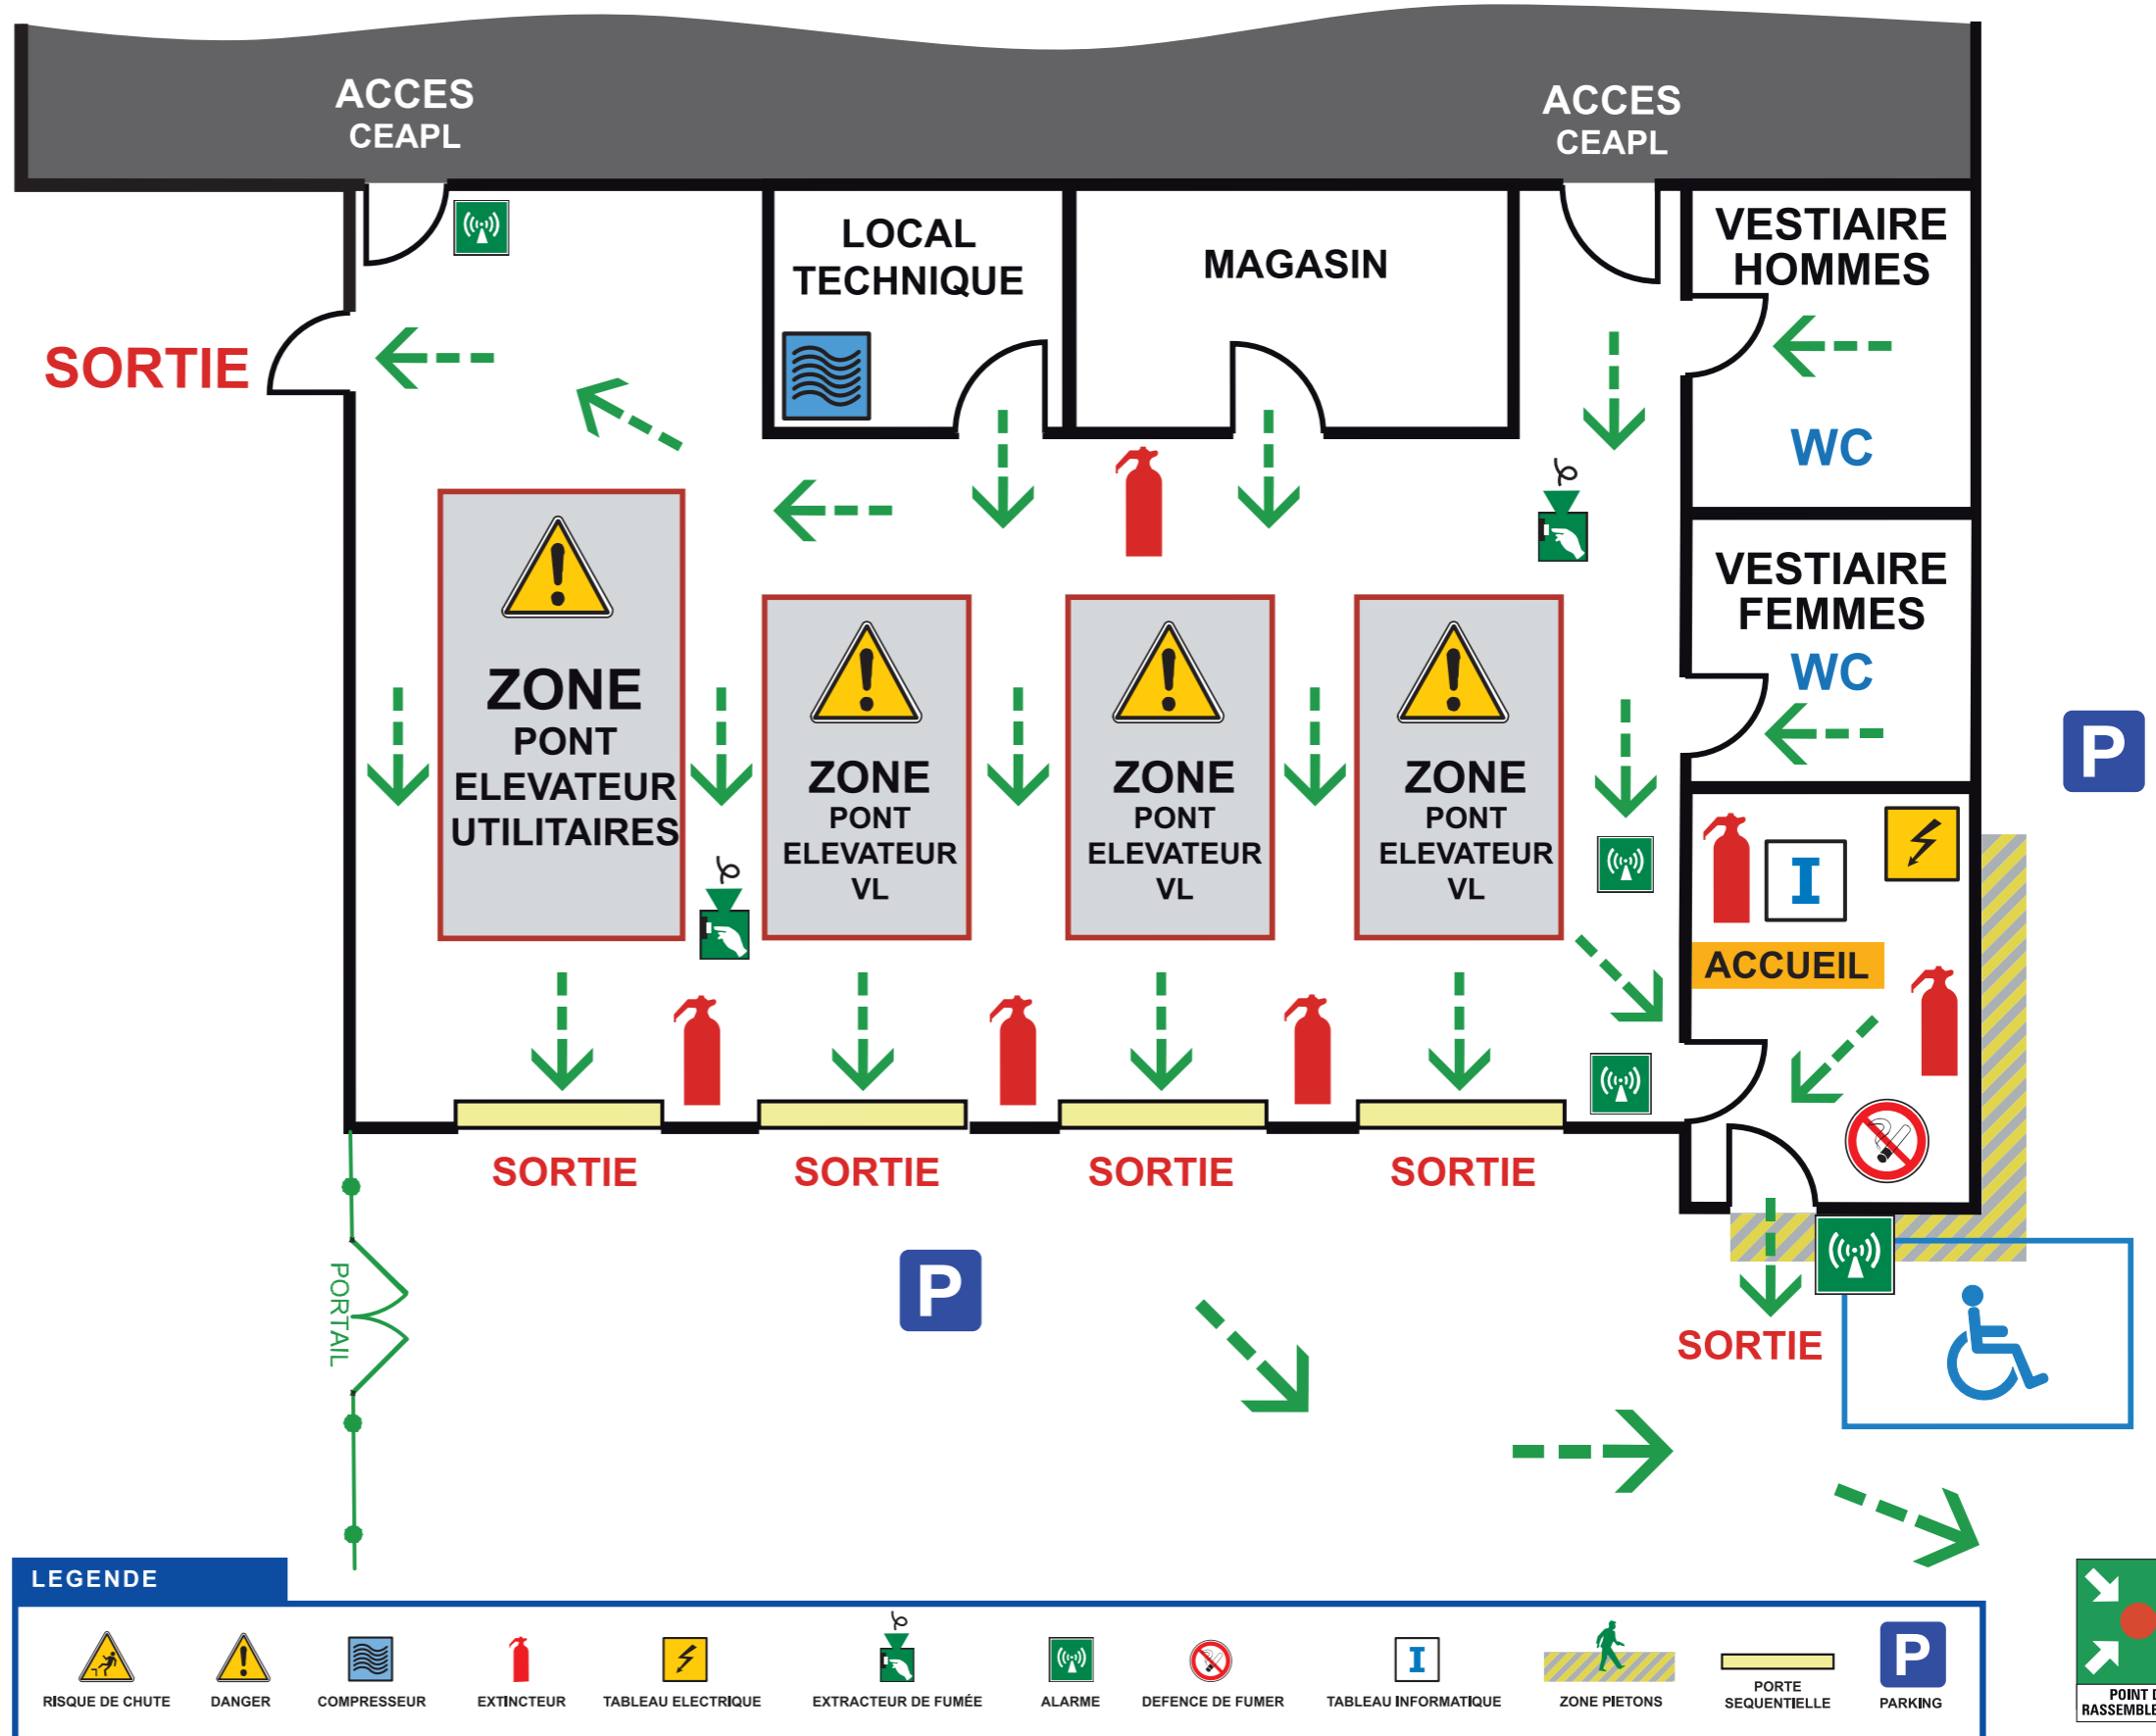 ACCES
CEAPL
ACCES
CEAPL
LOCAL
TECHNIQUE
MAGASIN
VESTIAIRE
HOMMES
WC
SORTIE
VESTIAIRE
FEMMES
WC
ZONE
PONT
ELEVATEUR
UTILITAIRES
ZONE
PONT
ELEVATEUR
VL
ZONE
PONT
ELEVATEUR
VL
ZONE
PONT
ELEVATEUR
VL
P
I
ACCUEIL
SORTIE
SORTIE
SORTIE
SORTIE
PORTAIL
P
SORTIE
LEGENDE
I
P
RISQUE DE CHUTE
DANGER
COMPRESSEUR
EXTINCTEUR
TABLEAU ELECTRIQUE
EXTRACTEUR DE FUMÉE
ALARME
DEFENCE DE FUMER
TABLEAU INFORMATIQUE
ZONE PIETONS
PORTE
SEQUENTIELLE
PARKING
POINT